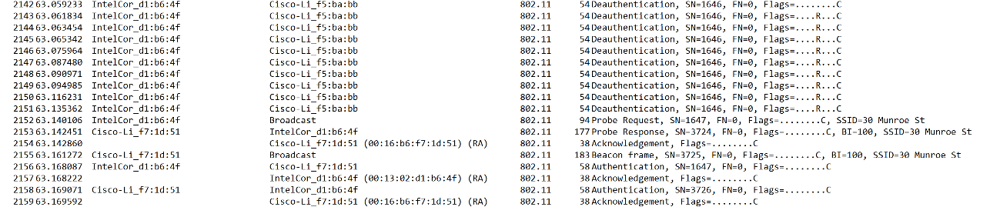 2142 63.059233 IntelCor_d1:b6:4f Cisco-Li_f5:ba:bb 802.11 54 Deauthentication, SN=1646, FN=0, Flags=........C
2143 63.061834 IntelCor_d1:b6:4f Cisco-Li_f5:ba:bb 802.11 54 Deauthentication, SN=1646, FN=0, Flags=....R...C
2144 63.063454 IntelCor_d1:b6:4f Cisco-Li_f5:ba:bb 802.11 54 Deauthentication, SN=1646, FN=0, Flags=....R...C
2145 63.065342 IntelCor_d1:b6:4f Cisco-Li_f5:ba:bb 802.11 54 Deauthentication, SN=1646, FN=0, Flags=....R...C
2146 63.075964 IntelCor_d1:b6:4f Cisco-Li_f5:ba:bb 802.11 54 Deauthentication, SN=1646, FN=0, Flags=....R...C
2147 63.087480 IntelCor_d1:b6:4f Cisco-Li_f5:ba:bb 802.11 54 Deauthentication, SN=1646, FN=0, Flags=....R...C
2148 63.090971 IntelCor_d1:b6:4f Cisco-Li_f5:ba:bb 802.11 54 Deauthentication, SN=1646, FN=0, Flags=....R...C
2149 63.094985 IntelCor_d1:b6:4f Cisco-Li_f5:ba:bb 802.11 54 Deauthentication, SN=1646, FN=0, Flags=....R...C
2150 63.116231 IntelCor_d1:b6:4f Cisco-Li_f5:ba:bb 802.11 54 Deauthentication, SN=1646, FN=0, Flags=....R...C
2151 63.135362 IntelCor_d1:b6:4f Cisco-Li_f5:ba:bb 802.11 54 Deauthentication, SN=1646, FN=0, Flags=....R...C
2152 63.140106 IntelCor_d1:b6:4f Broadcast 802.11 94 Probe Request, SN=1647, FN=0, Flags=........C, SSID=30 Munroe St
2153 63.142451 Cisco-Li_f7:1d:51 IntelCor_d1:b6:4f 802.11 177 Probe Response, SN=3724, FN=0, Flags=........C, BI=100, SSID=30 Munroe St
2154 63.142860 Cisco-Li_f7:1d:51 (00:16:b6:f7:1d:51) (RA) 802.11 38 Acknowledgement, Flags=........C
2155 63.161272 Cisco-Li_f7:1d:51 Broadcast 802.11 183 Beacon frame, SN=3725, FN=0, Flags=........C, BI=100, SSID=30 Munroe St
2156 63.168087 IntelCor_d1:b6:4f Cisco-Li_f7:1d:51 802.11 58 Authentication, SN=1647, FN=0, Flags=........C
2157 63.168222 IntelCor_d1:b6:4f (00:13:02:d1:b6:4f) (RA) 802.11 38 Acknowledgement, Flags=........C
2158 63.169071 Cisco-Li_f7:1d:51 IntelCor_d1:b6:4f 802.11 58 Authentication, SN=3726, FN=0, Flags=........C
2159 63.169592 Cisco-Li_f7:1d:51 (00:16:b6:f7:1d:51) (RA) 802.11 38 Acknowledgement, Flags=........C